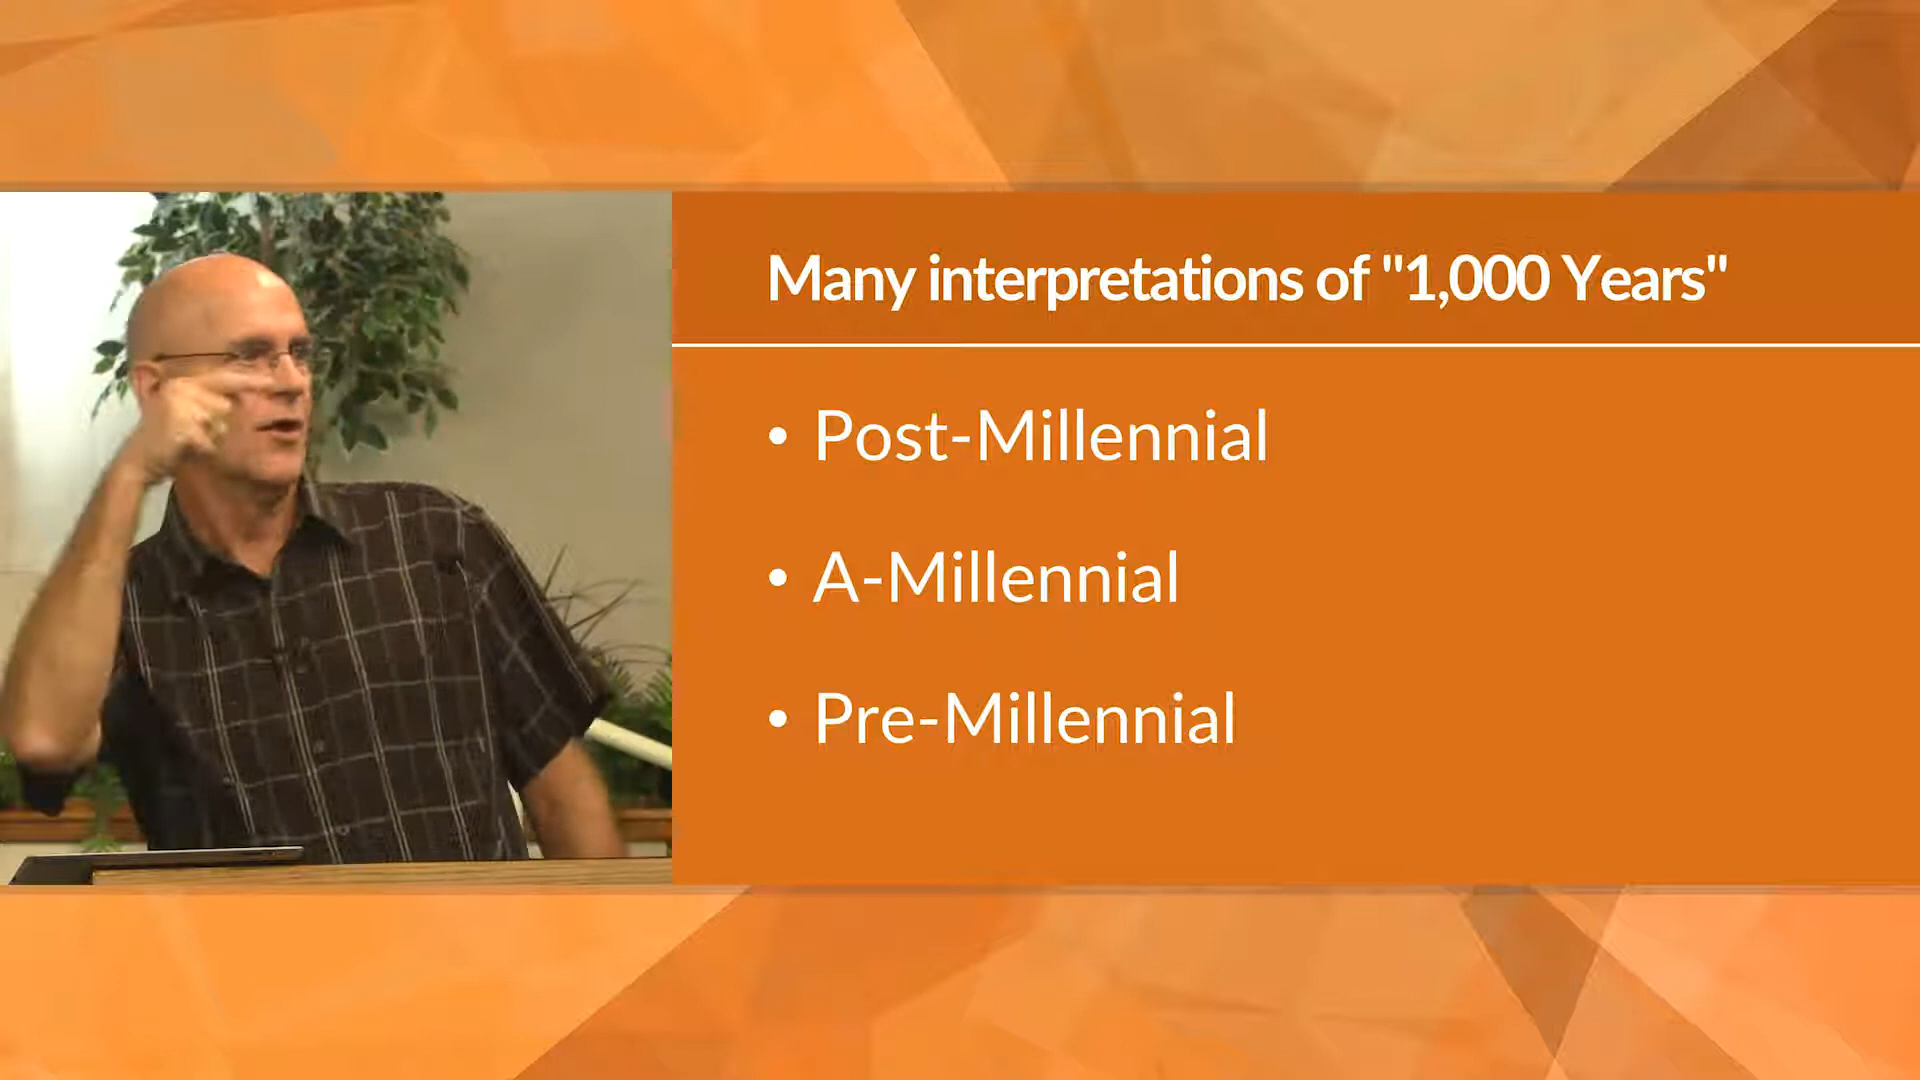 Many interpretations of "1,000 Years"
• Post-Millennial
• A-Millennial
• Pre-Millennial